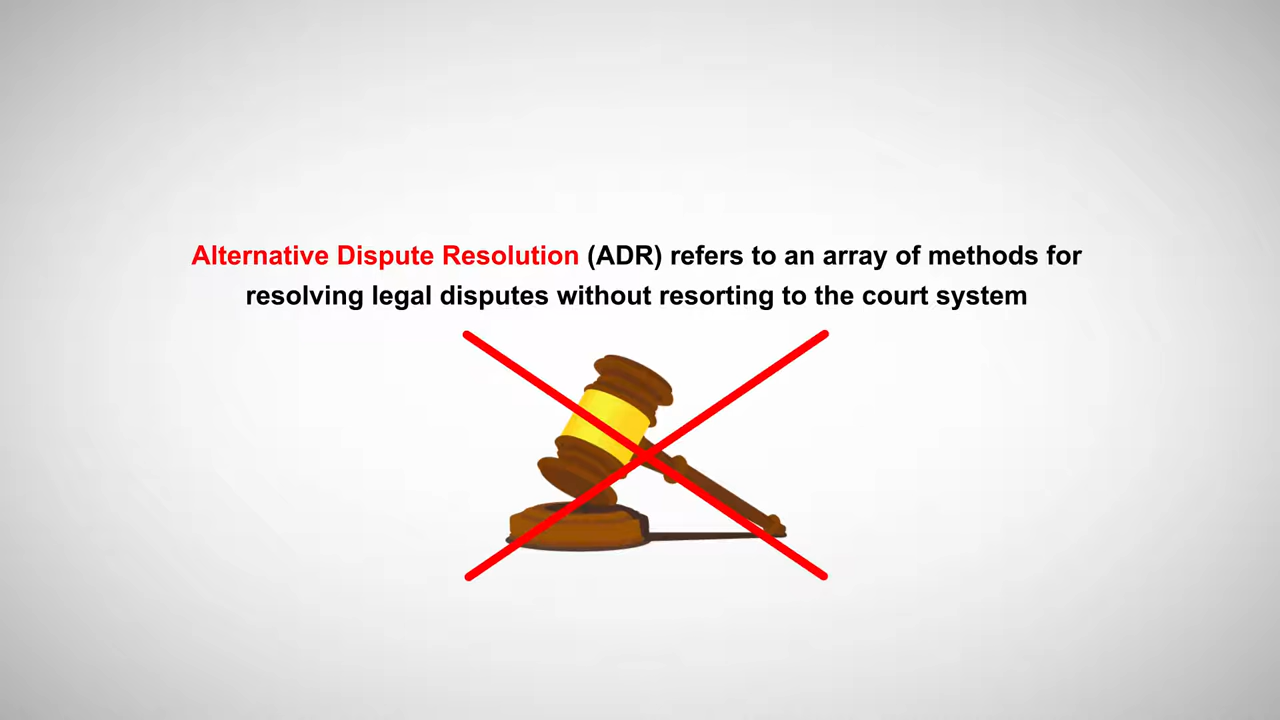 Alternative Dispute Resolution (ADR) refers to an array of methods for
resolving legal disputes without resorting to the court system